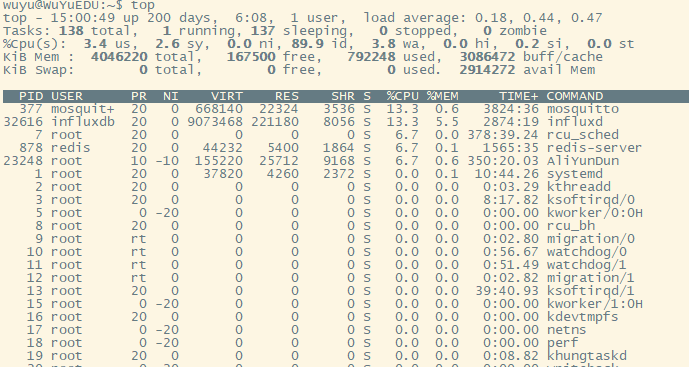 wuyu@WUYUEDU:~$ top
top - 15:00:49 up 200 days,  6:08,  1 user,  load average: 0.18, 0.44, 0.47
Tasks: 138 total,   1 running, 137 sleeping,   0 stopped,   0 zombie
%Cpu(s):  3.4 us,  2.6 sy,  0.0 ni, 89.9 id,  3.8 wa,  0.0 hi,  0.2 si,  0.0 st
KiB Mem :  4046220 total,   167500 free,   792248 used,  3086472 buff/cache
KiB Swap:        0 total,        0 free,        0 used.  2914272 avail Mem
PID USER      PR  NI    VIRT    RES    SHR S  %CPU %MEM     TIME+ COMMAND
377 mosquit+  20   0  668140  22324   3536 S  13.3  0.6   3824:36 mosquitto
32616 influxdb  20   0 9073468 221180   8056 S  13.3  5.5   2874:19 influxd
7 root      20   0       0      0      0 S   6.7  0.0 378:39.24 rcu_sched
878 redis     20   0   44232   5400   1864 S   6.7  0.1   1565:35 redis-server
23248 root      10 -10  155220  25712   9168 S   6.7  0.6 350:20.03 AliYunDun
1 root      20   0   37820   4260   2372 S   0.0  0.1  10:44.26 systemd
2 root      20   0       0      0      0 S   0.0  0.0   0:03.29 kthreadd
3 root      20   0       0      0      0 S   0.0  0.0   8:17.82 ksoftirqd/0
5 root       0 -20       0      0      0 S   0.0  0.0   0:00.00 kworker/0:0H
8 root      20   0       0      0      0 S   0.0  0.0   0:00.00 rcu_bh
9 root      rt   0       0      0      0 S   0.0  0.0   0:02.80 migration/0
10 root      rt   0       0      0      0 S   0.0  0.0   0:56.67 watchdog/0
11 root      rt   0       0      0      0 S   0.0  0.0   0:51.49 watchdog/1
12 root      rt   0       0      0      0 S   0.0  0.0   0:02.82 migration/1
13 root      20   0       0      0      0 S   0.0  0.0  39:40.93 ksoftirqd/1
15 root       0 -20       0      0      0 S   0.0  0.0   0:00.00 kworker/1:0H
16 root      20   0       0      0      0 S   0.0  0.0   0:00.00 kdevtmpfs
17 root       0 -20       0      0      0 S   0.0  0.0   0:00.00 netns
18 root       0 -20       0      0      0 S   0.0  0.0   0:00.00 perf
19 root      20   0       0      0      0 S   0.0  0.0   0:08.82 khungtaskd